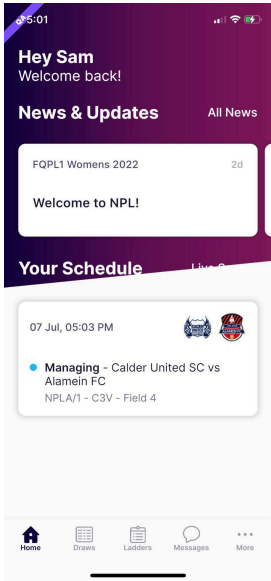 5:01
Hey Sam
Welcome back!
News & Updates
All News
FQPL1 Womens 2022
2d
Welcome to NPL!
Your Schedule
07 Jul, 05:03 PM
Managing - Calder United SC vs
Alamein FC
NPLA/1 - C3V - Field 4
Home
Draws
Ladders
Messages
More